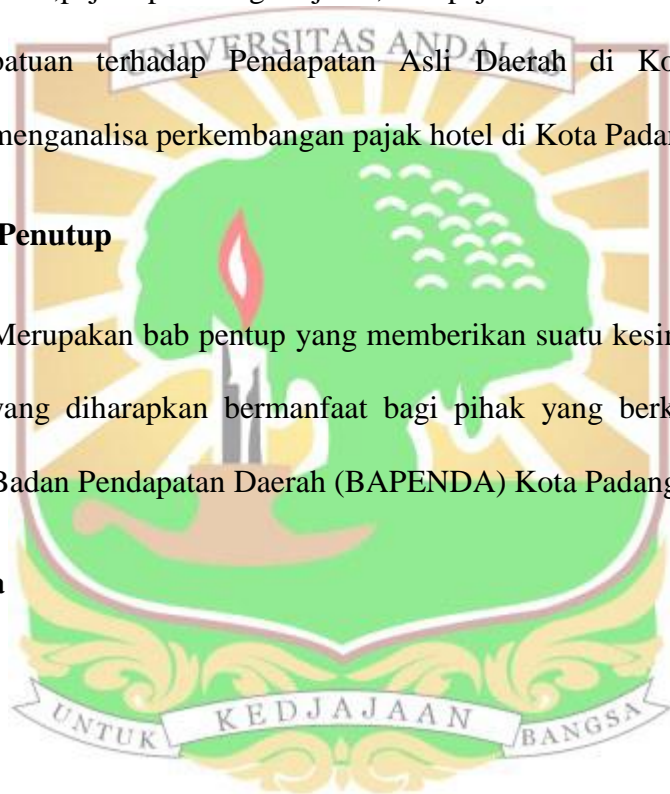 UNIVERSITAS ANDALAS
batuan terhadap Pendapatan Asli Daerah di Ko
menganalisa perkembangan pajak hotel di Kota Padan
Penutup
Merupakan bab pentup yang memberikan suatu kesim
yang diharapkan bermanfaat bagi pihak yang berk
Badan Pendapatan Daerah (BAPENDA) Kota Padang
a
UNTUK KEDJAJAAN BANGSA